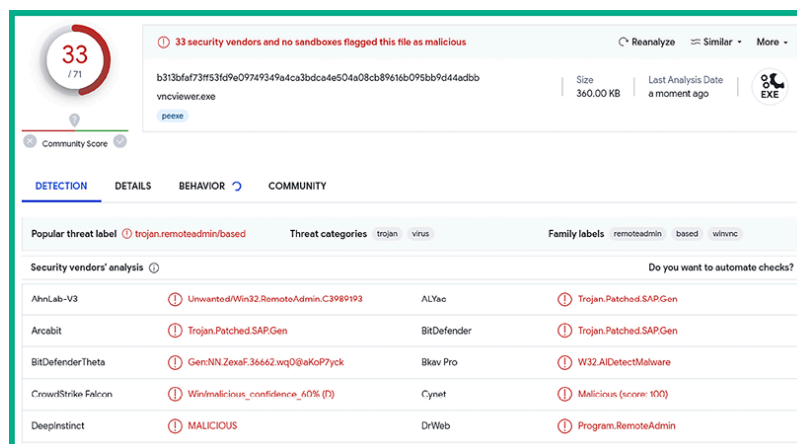 33
/ 71
Community Score
33 security vendors and no sandboxes flagged this file as malicious
Reanalyze
Similar
More
b313bfaf73ff53fd9e09749349a4ca3bdca4e504a08cb89616b095bb9d44adbb
vncviewer.exe
peexe
Size
360.00 KB
Last Analysis Date
a moment ago
EXE
DETECTION DETAILS BEHAVIOR COMMUNITY
Popular threat label trojan.remoteadmin/based Threat categories trojan virus Family labels remoteadmin based winvnc
Security vendors' analysis Do you want to automate checks?
AhnLab-V3 Unwanted/Win32.RemoteAdmin.C3989193 ALYac Trojan.Patched.SAP.Gen
Arcabit Trojan.Patched.SAP.Gen BitDefender Trojan.Patched.SAP.Gen
BitDefenderTheta Gen:NN.ZexaF.36662.wq0@aKoP7yck Bkav Pro W32.AIDetectMalware
CrowdStrike Falcon Win/malicious_confidence_60% (D) Cynet Malicious (score: 100)
DeepInstinct MALICIOUS DrWeb Program.RemoteAdmin